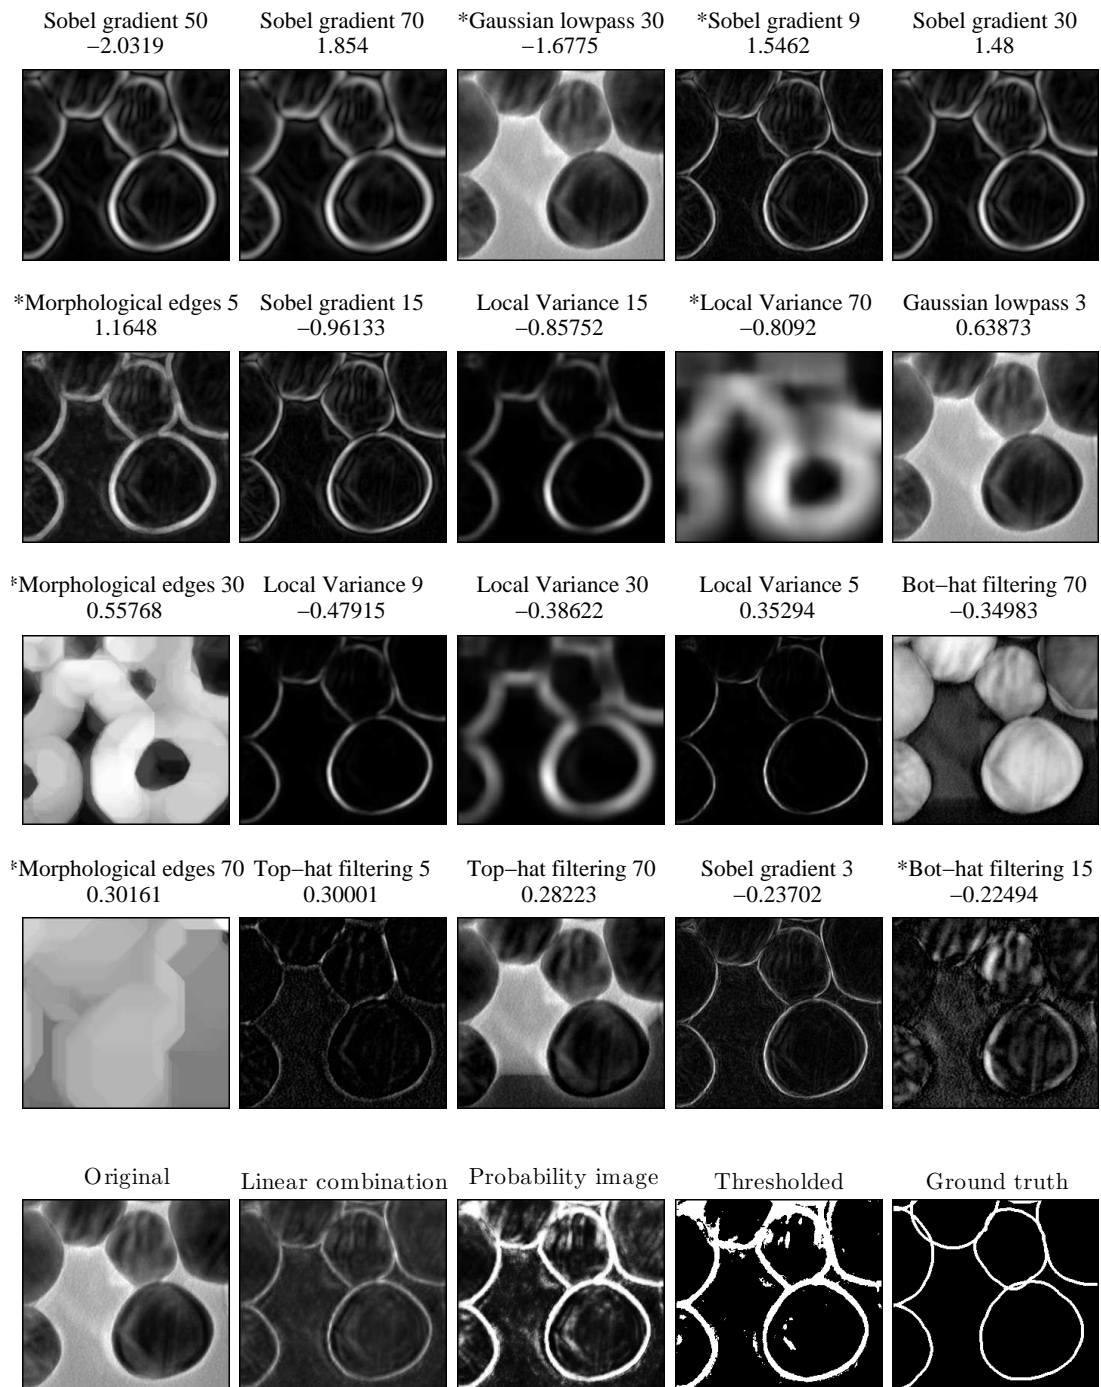 Sobel gradient 50
−2.0319
Sobel gradient 70
1.854
*Gaussian lowpass 30
−1.6775
*Sobel gradient 9
1.5462
Sobel gradient 30
1.48
*Morphological edges 5
1.1648
Sobel gradient 15
−0.96133
Local Variance 15
−0.85752
*Local Variance 70
−0.8092
Gaussian lowpass 3
0.63873
*Morphological edges 30
0.55768
Local Variance 9
−0.47915
Local Variance 30
−0.38622
Local Variance 5
0.35294
Bot−hat filtering 70
−0.34983
*Morphological edges 70
0.30161
Top−hat filtering 5
0.30001
Top−hat filtering 70
0.28223
Sobel gradient 3
−0.23702
*Bot−hat filtering 15
−0.22494
Original
Linear combination
Probability image
Thresholded
Ground truth